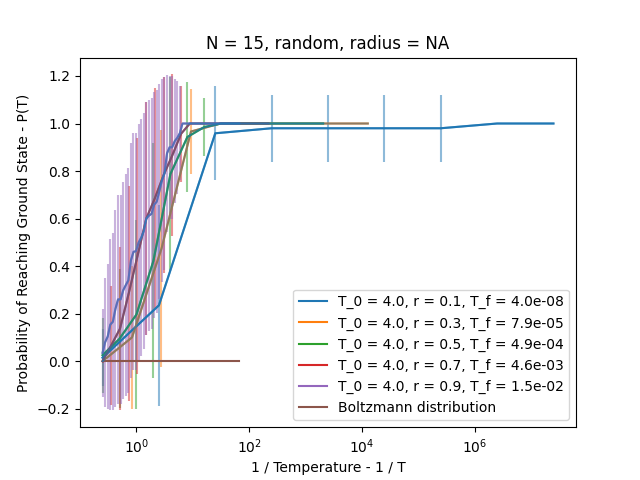 N = 15, random, radius = NA
Probability of Reaching Ground State - P(T)
1.2
1.0
0.8
0.6
0.4
0.2
0.0
−0.2
10^0
10^2
10^4
10^6
1 / Temperature - 1 / T
T_0 = 4.0, r = 0.1, T_f = 4.0e-08
T_0 = 4.0, r = 0.3, T_f = 7.9e-05
T_0 = 4.0, r = 0.5, T_f = 4.9e-04
T_0 = 4.0, r = 0.7, T_f = 4.6e-03
T_0 = 4.0, r = 0.9, T_f = 1.5e-02
Boltzmann distribution